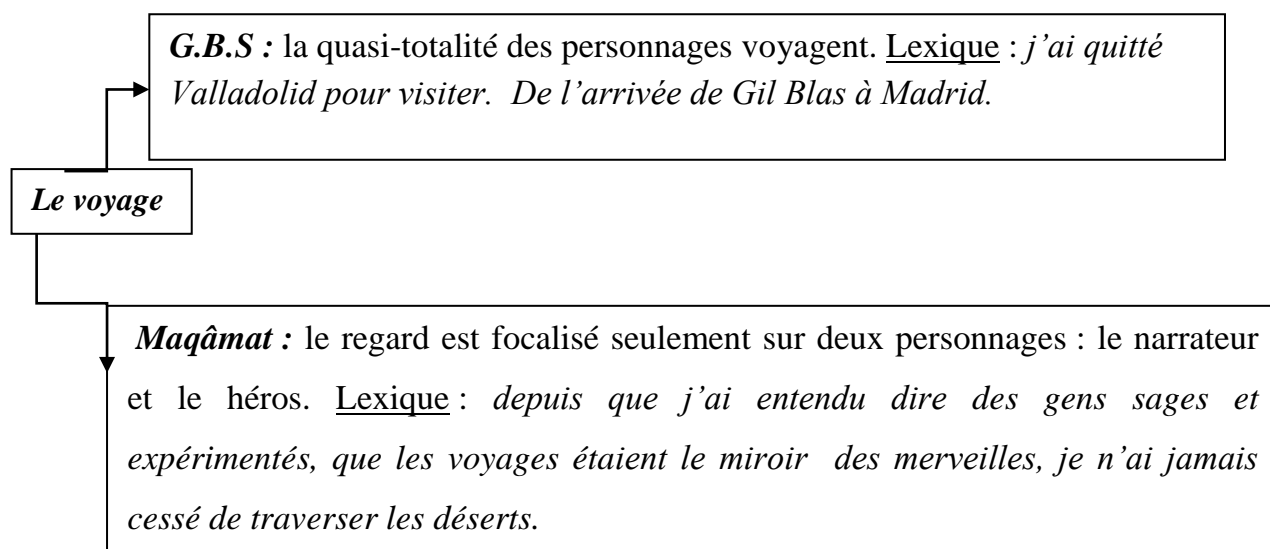 G.B.S : la quasi-totalité des personnages voyagent. Lexique : j’ai quitté
Valladolid pour visiter. De l’arrivée de Gil Blas à Madrid.
Le voyage
Maqâmat : le regard est focalisé seulement sur deux personnages : le narrateur
et le héros. Lexique : depuis que j’ai entendu dire des gens sages et
expérimentés, que les voyages étaient le miroir des merveilles, je n’ai jamais
cessé de traverser les déserts.